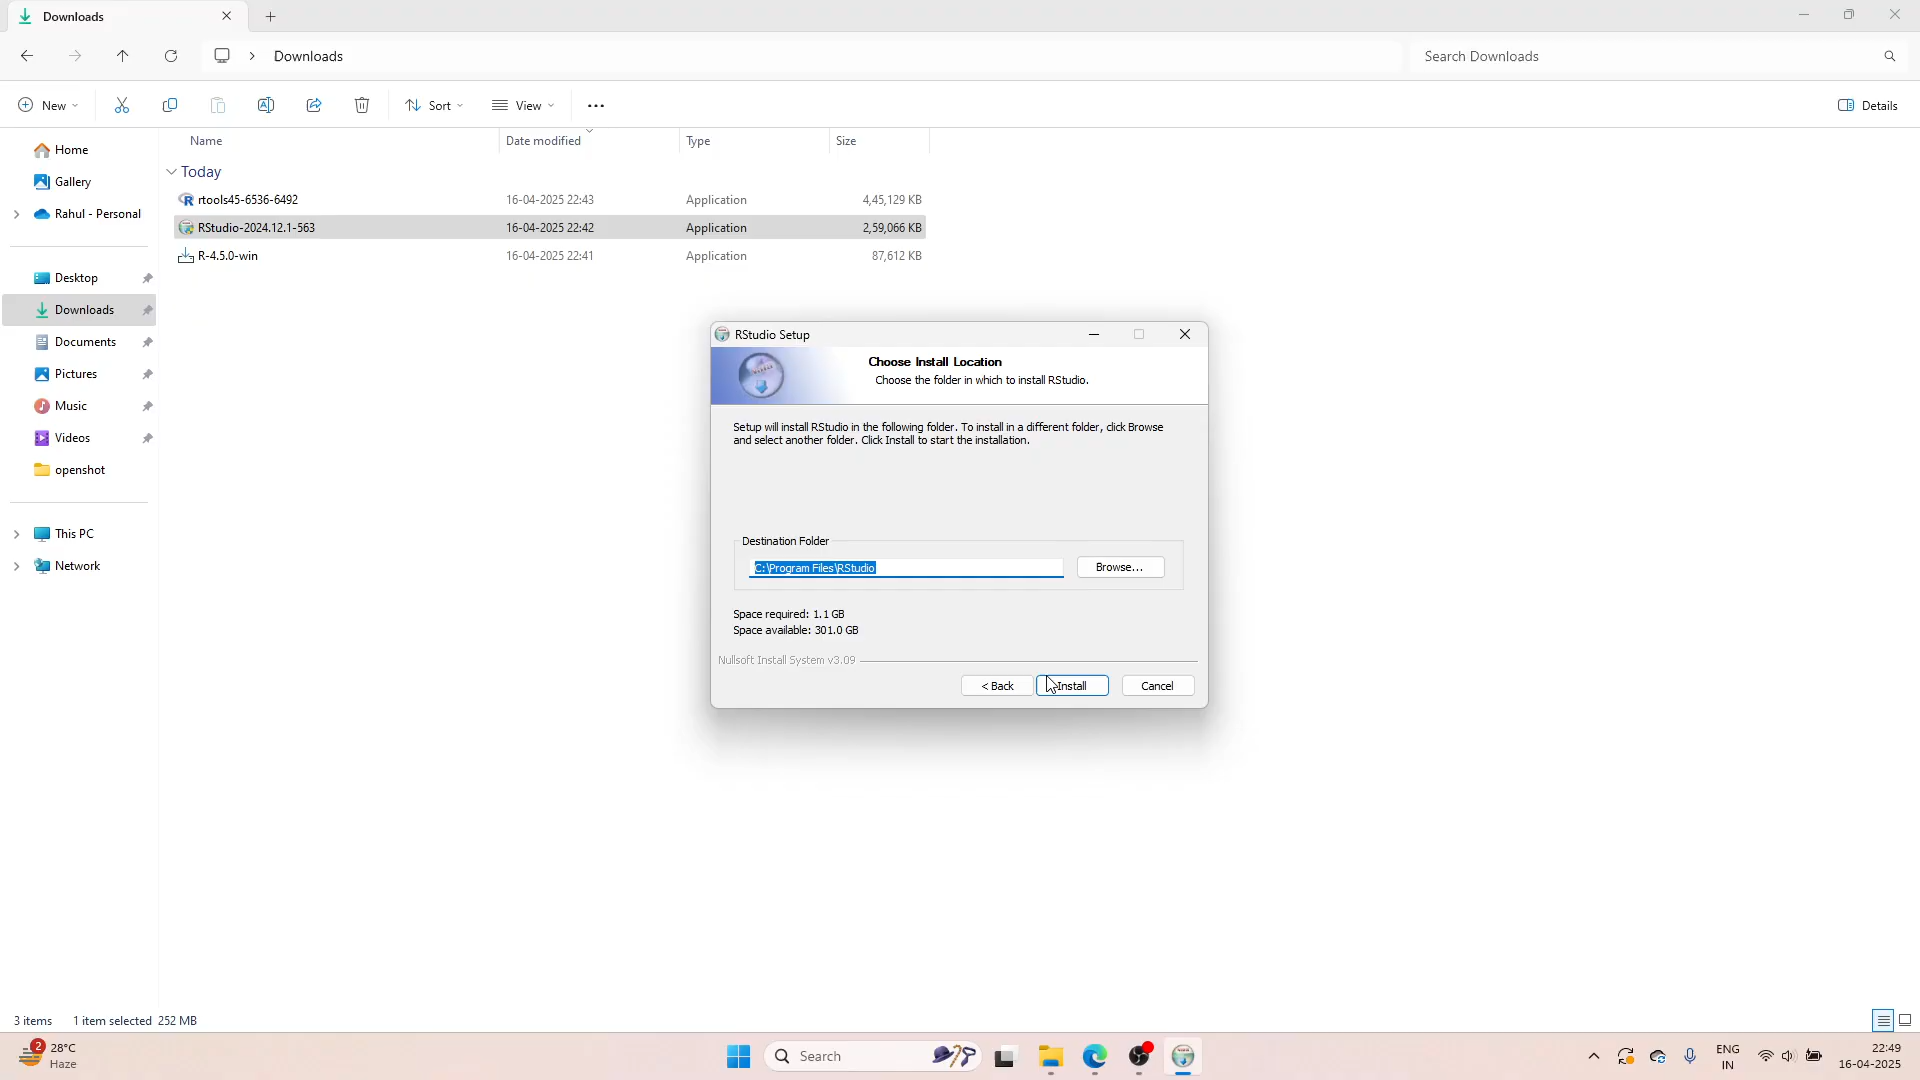 Downloads
Downloads
Search Downloads
New
Sort
View
Details
Name
Date modified
Type
Size
Home
Gallery
Rahul - Personal
Desktop
Downloads
Documents
Pictures
Music
Videos
openshot
This PC
Network
Today
rtools45-6536-6492 16-04-2025 22:43 Application 4,45,129 KB
RStudio-2024.12.1-563 16-04-2025 22:42 Application 2,59,066 KB
R-4.5.0-win 16-04-2025 22:41 Application 87,612 KB
RStudio Setup
Choose Install Location
Choose the folder in which to install RStudio.
Setup will install RStudio in the following folder. To install in a different folder, click Browse
and select another folder. Click Install to start the installation.
Destination Folder
C:\Program Files\RStudio
Browse...
Space required: 1.1 GB
Space available: 301.0 GB
Nullsoft Install System v3.09
< Back
Install
Cancel
3 items 1 item selected 252 MB
2
28°C
Haze
Search
ENG
IN
22:49
16-04-2025